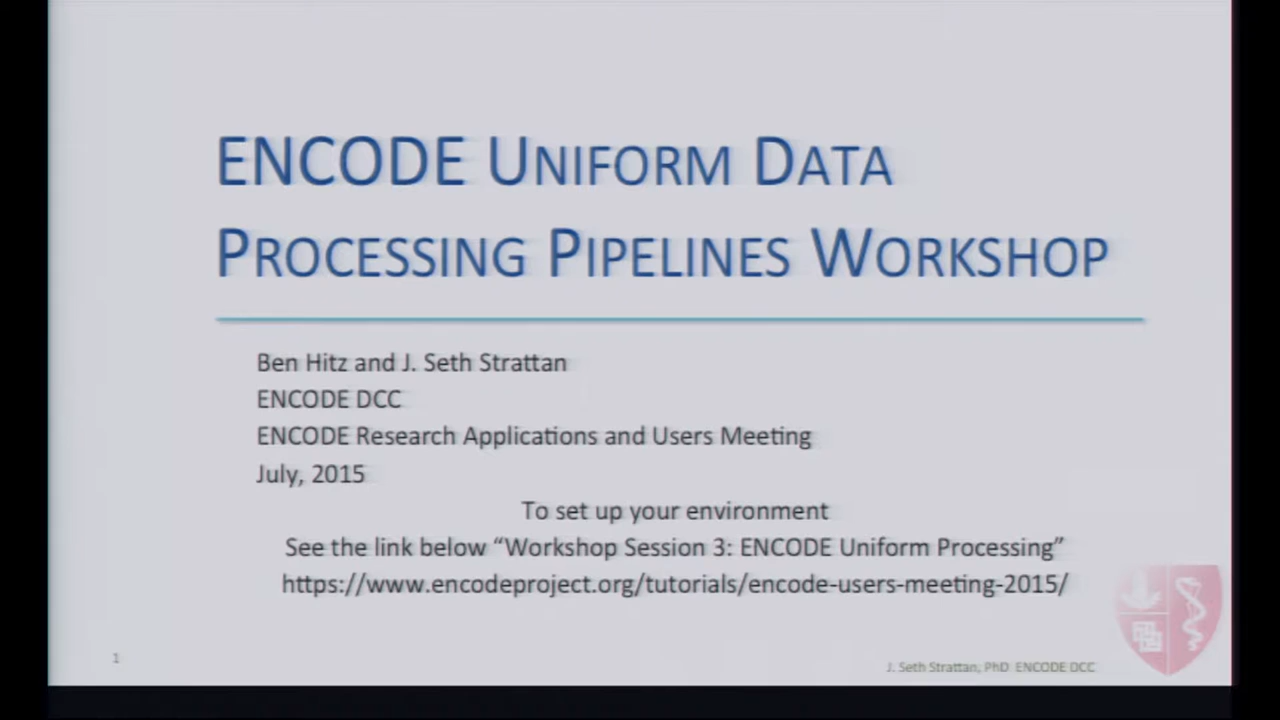 ENCODE UNIFORM DATA
PROCESSING PIPELINES WORKSHOP
Ben Hitz and J. Seth Strattan
ENCODE DCC
ENCODE Research Applications and Users Meeting
July, 2015
To set up your environment
See the link below “Workshop Session 3: ENCODE Uniform Processing”
https://www.encodeproject.org/tutorials/encode-users-meeting-2015/
1
J. Seth Strattan, PhD ENCODE DCC